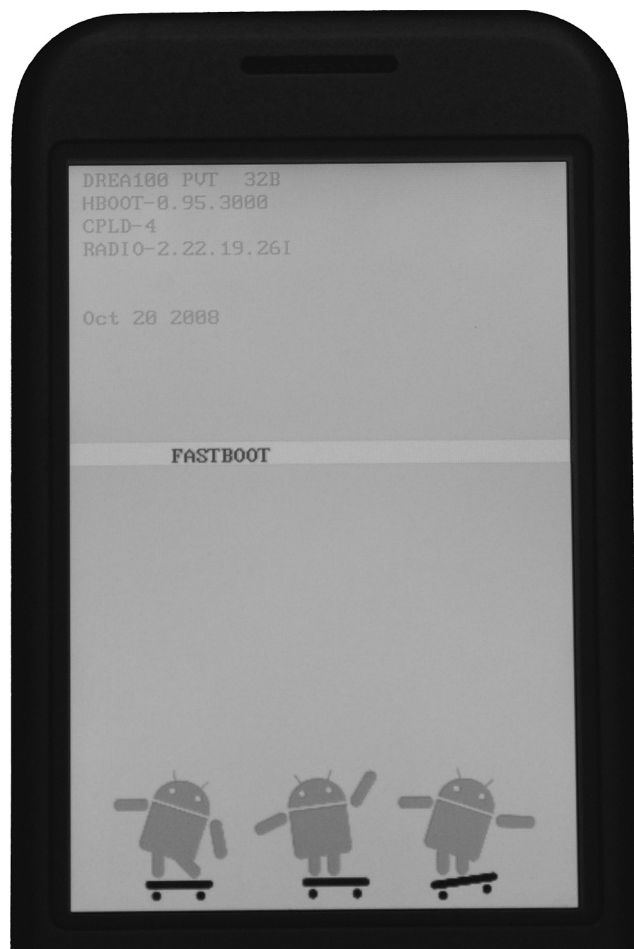 DREA100 PVT 32B
HBOOT-0.95.3000
CPLD-4
RADIO-2.22.19.26I
Oct 20 2008
FASTBOOT